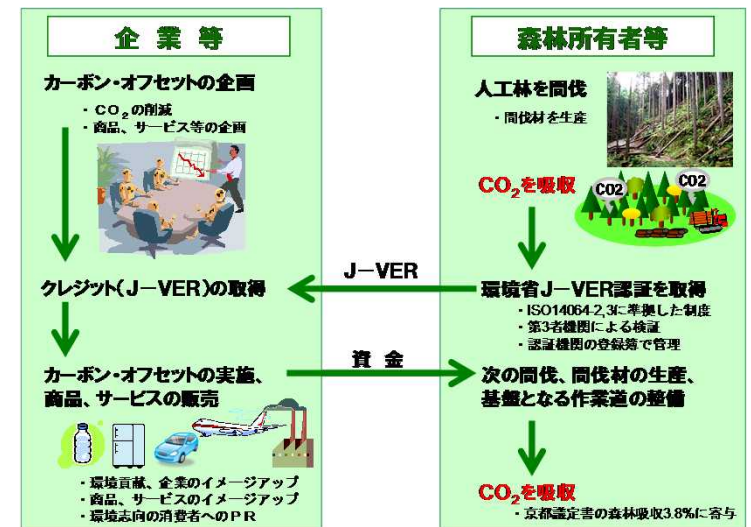 企業等
カーボン・オフセットの企画
・CO₂の削減
・商品、サービス等の企画
クレジット(J-VER)の取得
カーボン・オフセットの実施、
商品、サービスの販売
・環境貢献、企業のイメージアップ
・商品、サービスのイメージアップ
・環境志向の消費者へのPR
J-VER
資金
森林所有者等
人工林を間伐
・間伐材を生産
CO₂を吸収
CO2
CO2
環境省J-VER認証を取得
・ISO14064-2,3に準拠した制度
・第3者機関による検証
・認証機関の登録簿で管理
次の間伐、間伐材の生産、
基盤となる作業道の整備
CO₂を吸収
・京都議定書の森林吸収3.8%に寄与